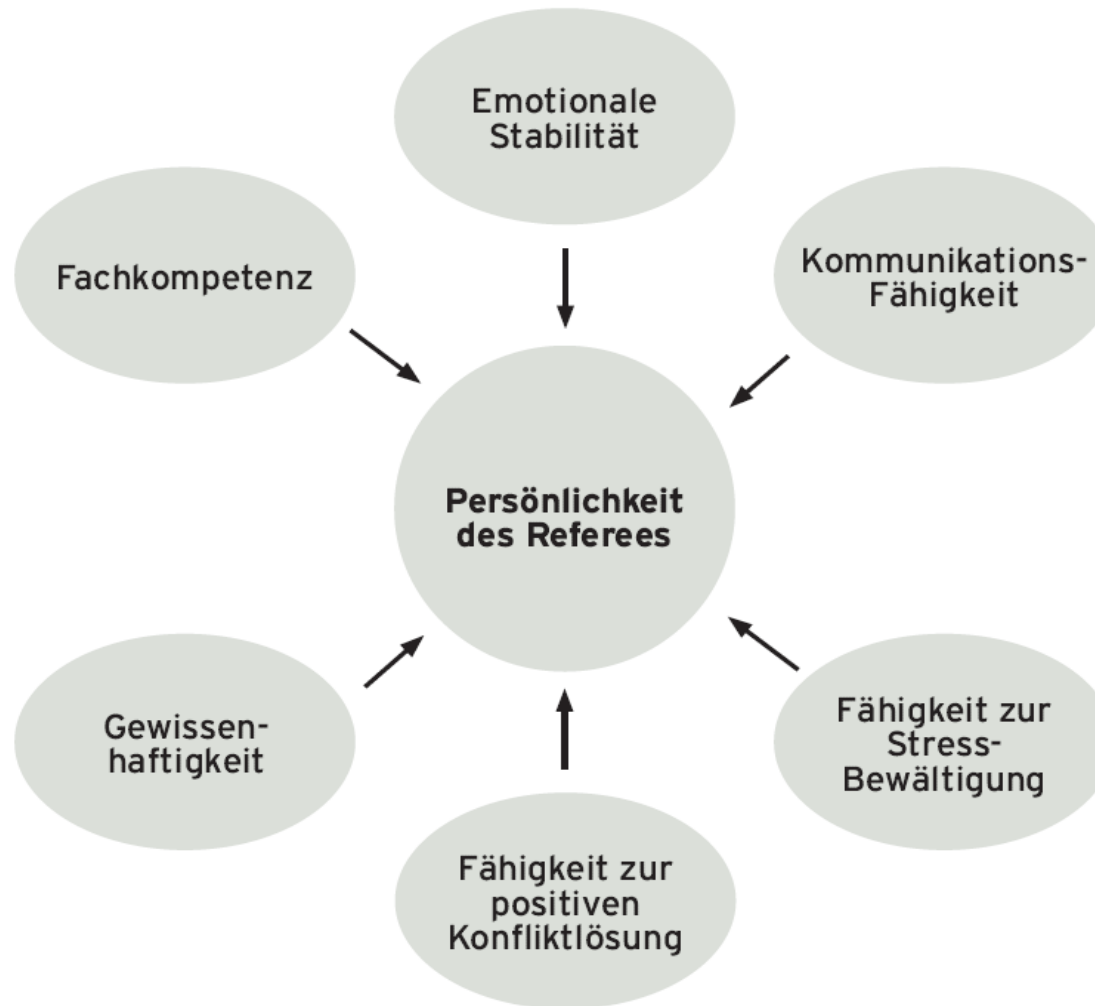 Emotionale
Stabilität
Fachkompetenz
Kommunikations-
Fähigkeit
Persönlichkeit
des Referees
Gewissen-
haftigkeit
Fähigkeit zur
Stress-
Bewältigung
Fähigkeit zur
positiven
Konfliktlösung